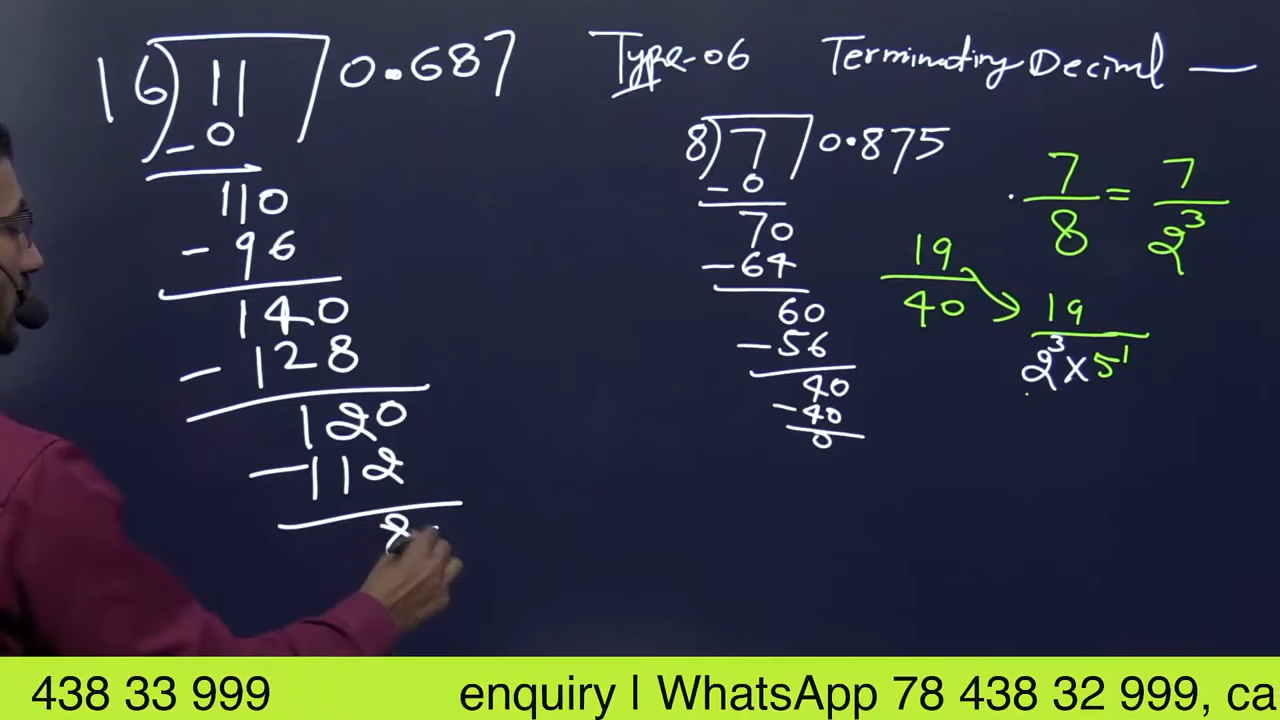 Type-06 Terminating Decimal —
16) 11 ) 0.687
- 0
110
- 96
140
- 128
120
- 112
8
8) 7 ) 0.875
- 0
70
- 64
60
- 56
40
- 40
0
7/8 = 7/2³
19/40 → 19/2³×5¹
438 33 999 enquiry | WhatsApp 78 438 32 999, ca